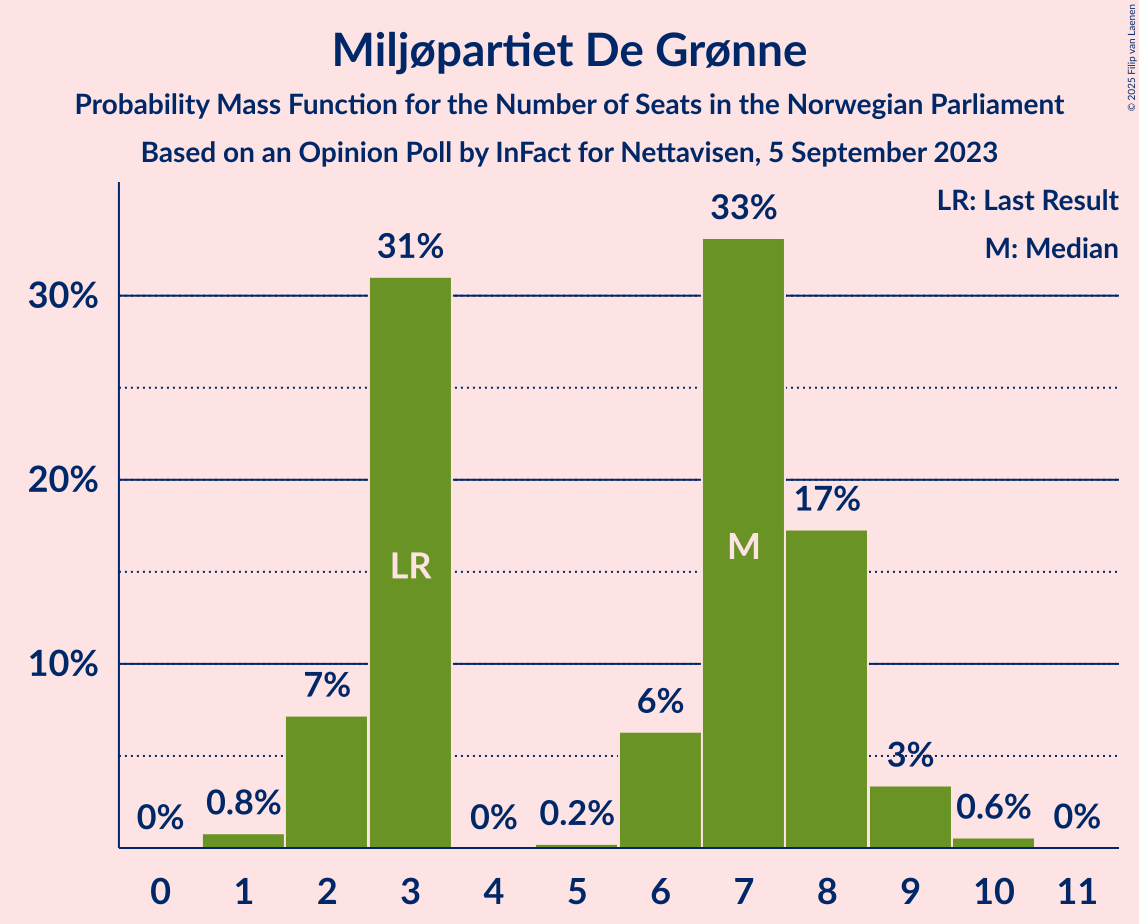 Miljøpartiet De Grønne
Probability Mass Function for the Number of Seats in the Norwegian Parliament
Based on an Opinion Poll by InFact for Nettavisen, 5 September 2023
© 2025 Filip van Laenen
LR: Last Result
M: Median
30%
20%
10%
0%
0.8%
7%
31%
0%
0.2%
6%
33%
17%
3%
0.6%
0%
LR
M
0 1 2 3 4 5 6 7 8 9 10 11